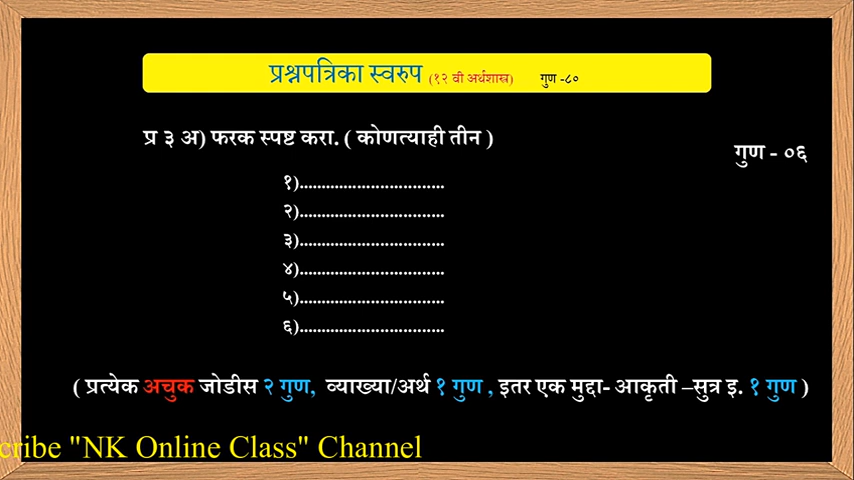 प्रश्नपत्रिका स्वरुप (१२ वी अर्थशास्त्र) गुण -८०
प्र ३ अ) फरक स्पष्ट करा. ( कोणत्याही तीन )
गुण - ०६
१)................................
२)................................
३)................................
४)................................
५)................................
६)................................
( प्रत्येक अचुक जोडीस २ गुण, व्याख्या/अर्थ १ गुण , इतर एक मुद्दा- आकृती –सुत्र इ. १ गुण )
cribe "NK Online Class" Channel